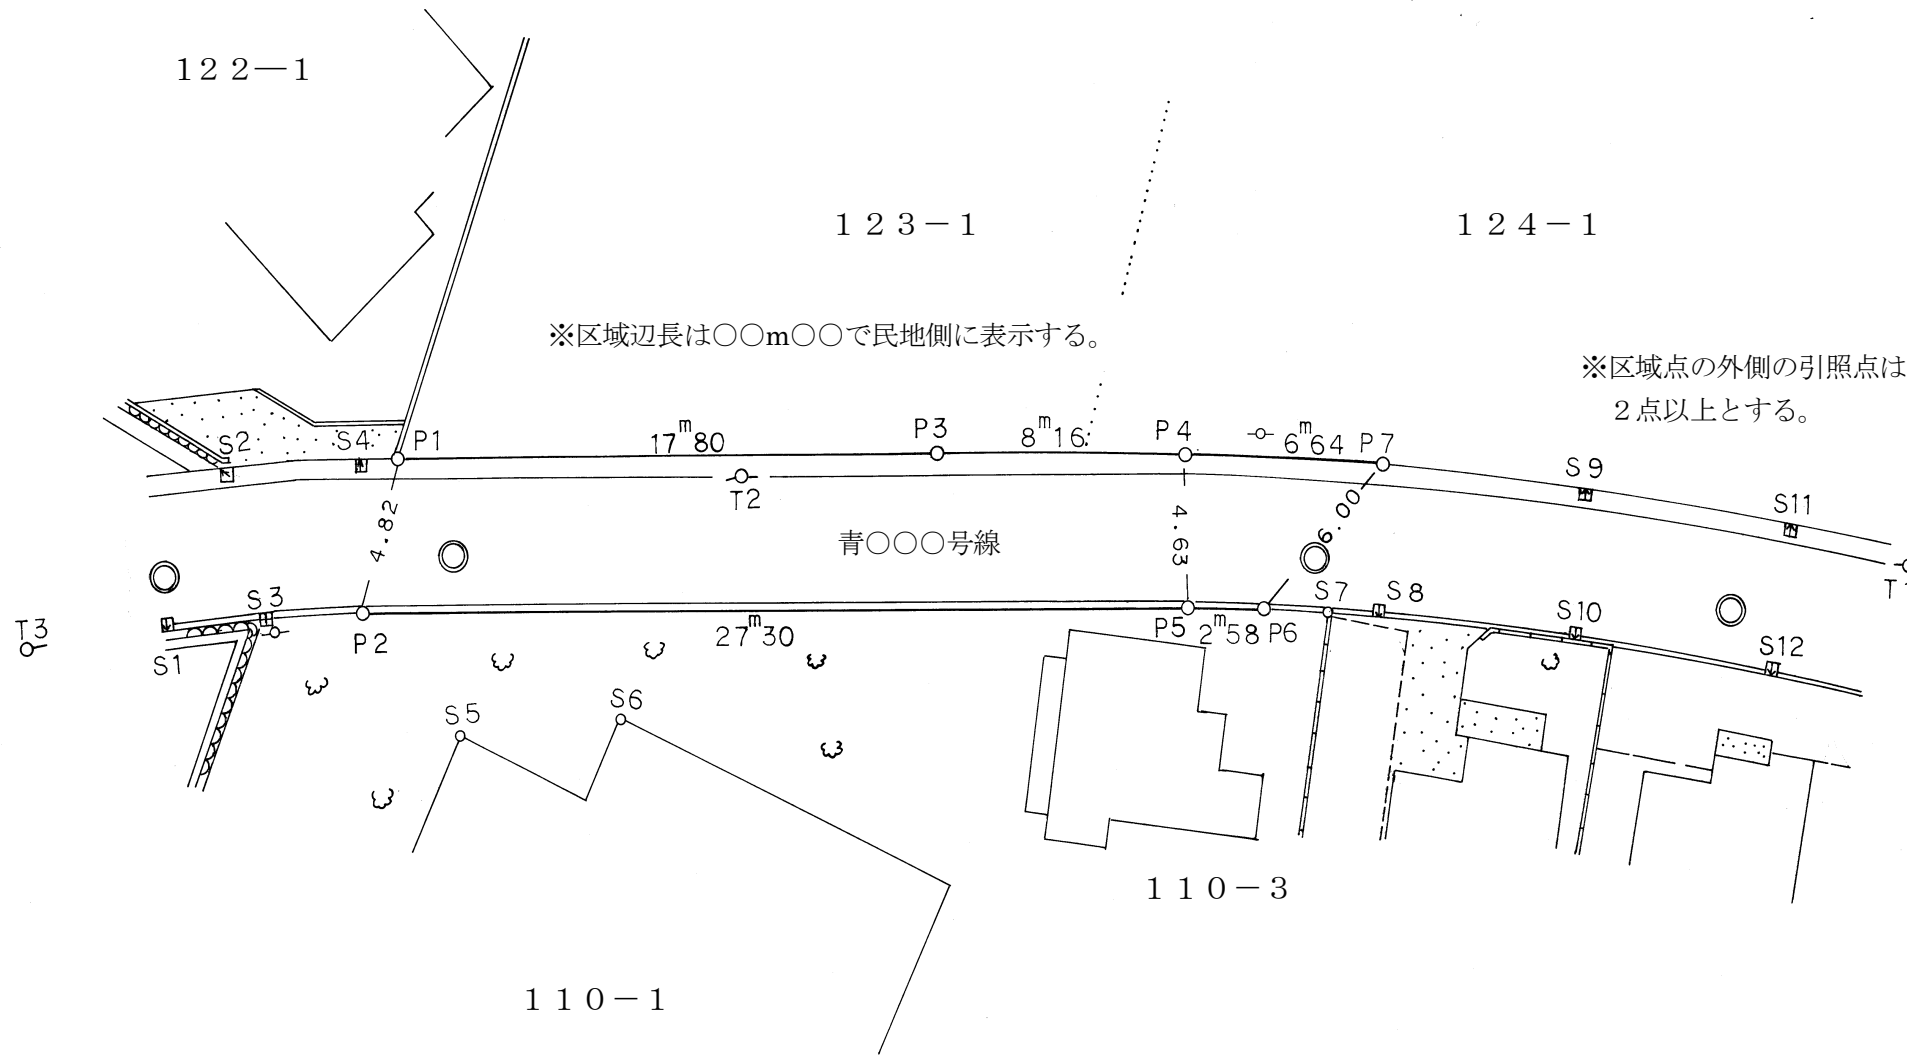 122―1
123－1
124－1
※区域辺長は○○m○○で民地側に表示する。
※区域点の外側の引照点は
２点以上とする。
S2
S4
P1
17m80
P3
8m16
P4
6m64
P7
S9
S11
T2
4.82
青○○○号線
4.63
6.00
S3
S7
S8
S10
T3
S1
P2
27m30
P5
2m58
P6
S12
S5
S6
110－3
110－1